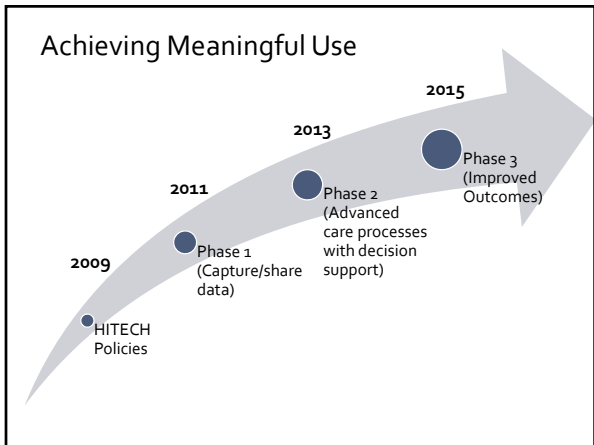 Achieving Meaningful Use
2009
HITECH
Policies
2011
Phase 1
(Capture/share
data)
2013
Phase 2
(Advanced
care processes
with decision
support)
2015
Phase 3
(Improved
Outcomes)